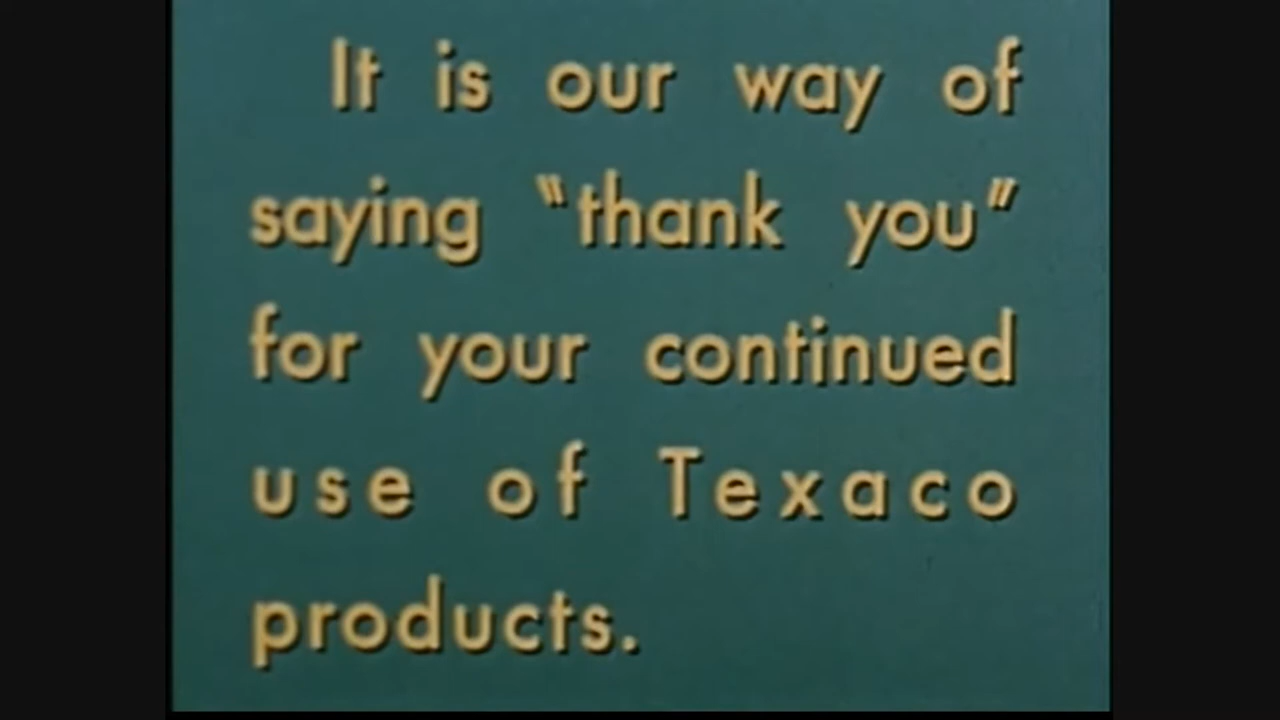 It is our way of
saying "thank you"
for your continued
use of Texaco
products.